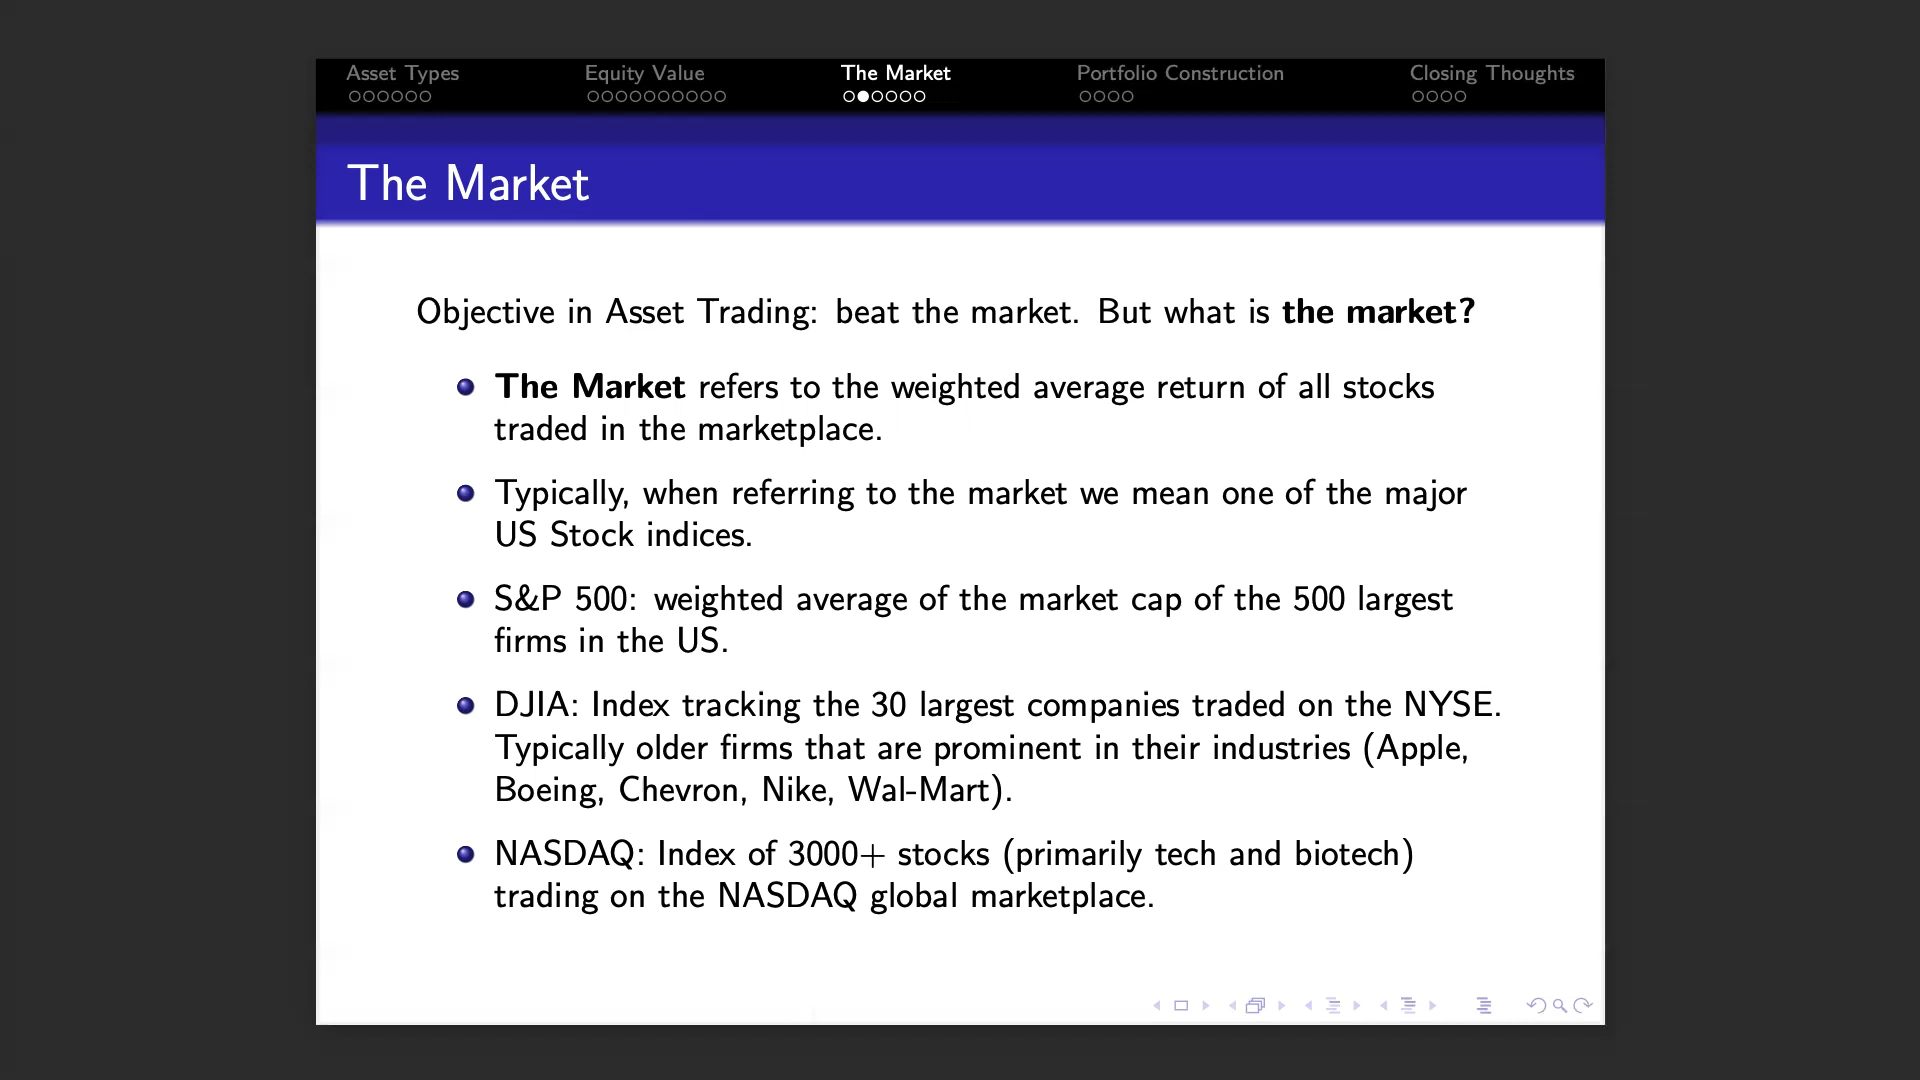 Asset Types
Equity Value
The Market
Portfolio Construction
Closing Thoughts
The Market
Objective in Asset Trading: beat the market. But what is the market?
The Market refers to the weighted average return of all stocks
traded in the marketplace.
Typically, when referring to the market we mean one of the major
US Stock indices.
S&P 500: weighted average of the market cap of the 500 largest
firms in the US.
DJIA: Index tracking the 30 largest companies traded on the NYSE.
Typically older firms that are prominent in their industries (Apple,
Boeing, Chevron, Nike, Wal-Mart).
NASDAQ: Index of 3000+ stocks (primarily tech and biotech)
trading on the NASDAQ global marketplace.